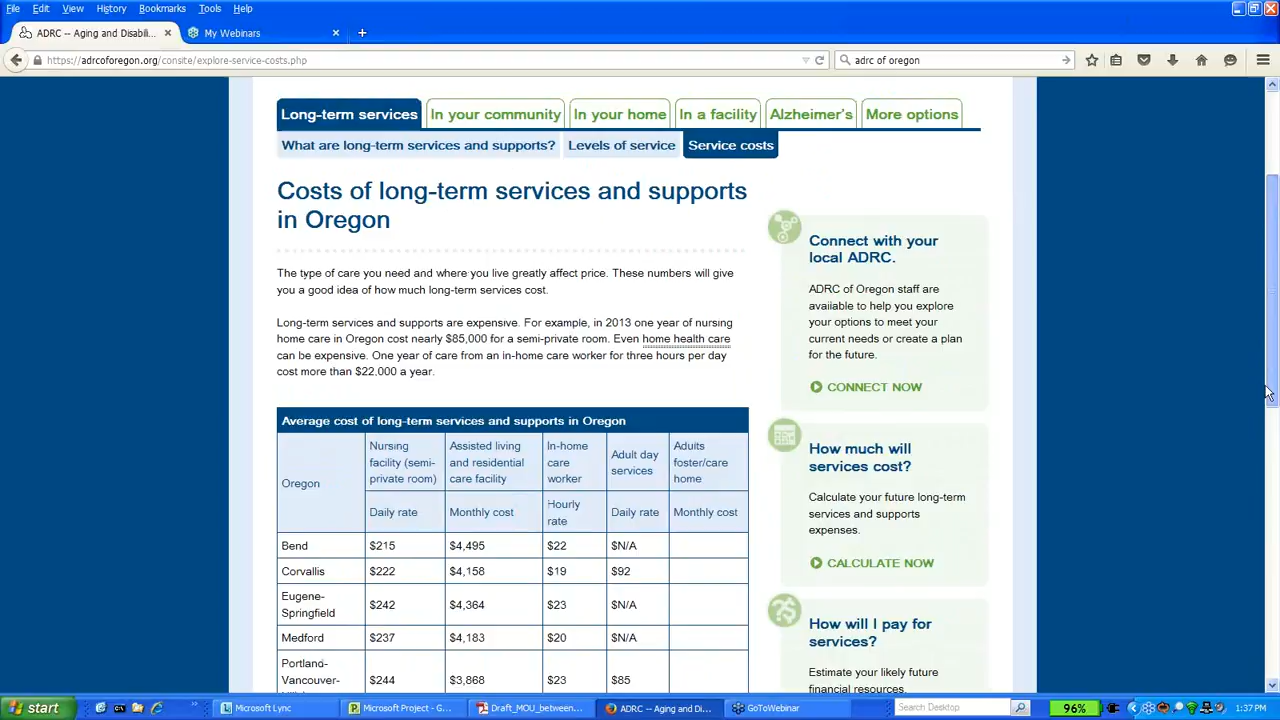 File Edit View History Bookmarks Tools Help
ADRC -- Aging and Disabili...
My Webinars
https://adrcoforegon.org/consite/explore-service-costs.php
adrc of oregon
Long-term services
In your community
In your home
In a facility
Alzheimer's
More options
What are long-term services and supports?
Levels of service
Service costs
Costs of long-term services and supports
in Oregon
The type of care you need and where you live greatly affect price. These numbers will give
you a good idea of how much long-term services cost.
Long-term services and supports are expensive. For example, in 2013 one year of nursing
home care in Oregon cost nearly $85,000 for a semi-private room. Even home health care
can be expensive. One year of care from an in-home care worker for three hours per day
cost more than $22,000 a year.
Average cost of long-term services and supports in Oregon
Oregon
Nursing
facility (semi-
private room)
Assisted living
and residential
care facility
In-home
care
worker
Adult day
services
Adults
foster/care
home
Daily rate
Monthly cost
Hourly
rate
Daily rate
Monthly cost
Bend $215 $4,495 $22 $N/A
Corvallis $222 $4,158 $19 $92
Eugene-
Springfield $242 $4,364 $23 $N/A
Medford $237 $4,183 $20 $N/A
Portland-
Vancouver- $244 $3,868 $23 $85
Connect with your
local ADRC.
ADRC of Oregon staff are
available to help you explore
your options to meet your
current needs or create a plan
for the future.
CONNECT NOW
How much will
services cost?
Calculate your future long-term
services and supports
expenses.
CALCULATE NOW
How will I pay for
services?
Estimate your likely future
financial resources.
start
Microsoft Lync
Microsoft Project - G...
Draft_MOU_between...
ADRC -- Aging and Di...
GoToWebinar
Search Desktop
96%
1:37 PM